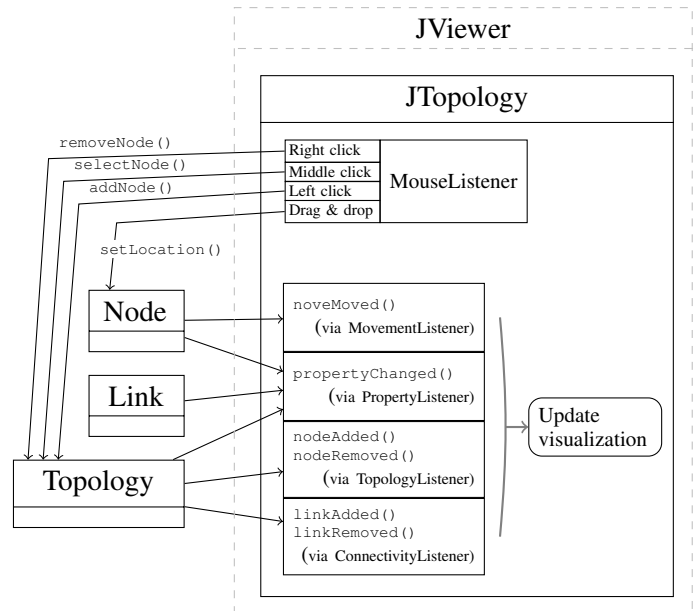 JViewer
JTopology
removeNode()
selectNode()
addNode()
setLocation()
Right click
Middle click
Left click
Drag & drop
MouseListener
Node
Link
Topology
noveMoved()
(via MovementListener)
propertyChanged()
(via PropertyListener)
nodeAdded()
nodeRemoved()
(via TopologyListener)
linkAdded()
linkRemoved()
(via ConnectivityListener)
Update
visualization